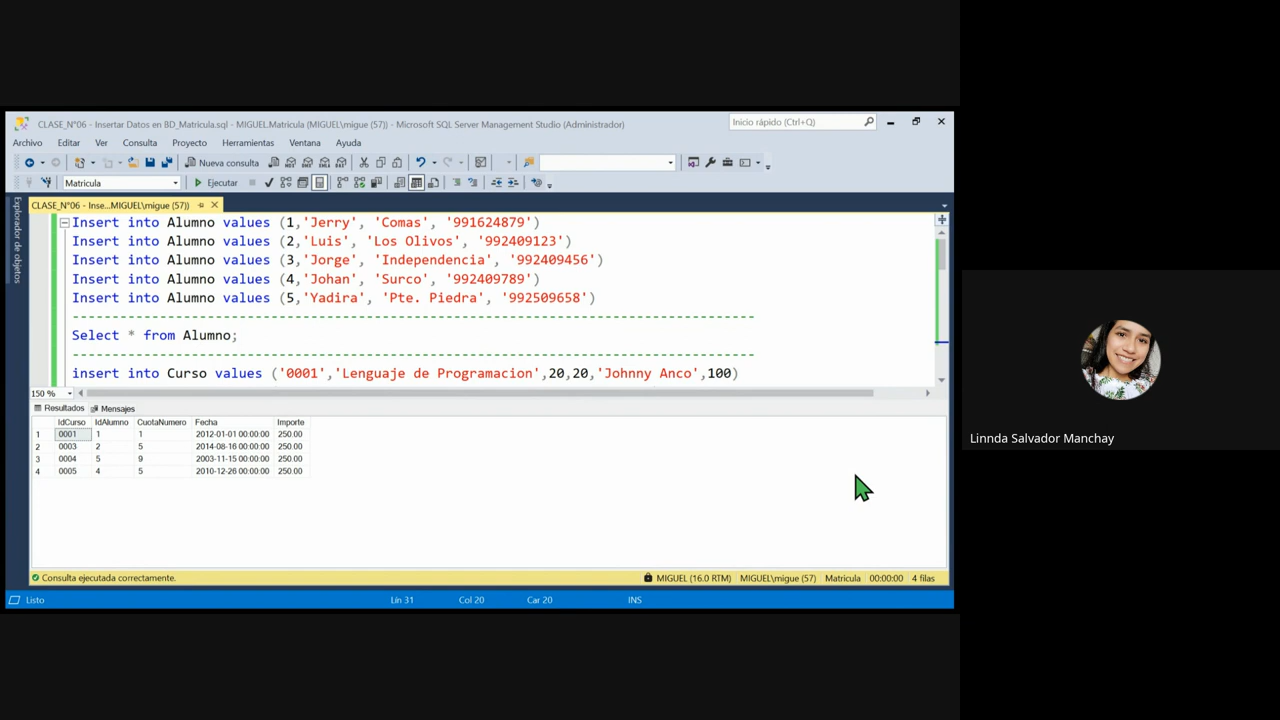 CLASE_N°06 - Insertar Datos en BD_Matricula.sql - MIGUEL.Matricula (MIGUEL\migue (57)) - Microsoft SQL Server Management Studio (Administrador)
Inicio rápido (Ctrl+Q)
Archivo Editar Ver Consulta Proyecto Herramientas Ventana Ayuda
Nueva consulta
Matricula Ejecutar
CLASE_N°06 - Inse...MIGUEL\migue (57))
Explorador de objetos
Insert into Alumno values (1,'Jerry', 'Comas', '991624879')
Insert into Alumno values (2,'Luis', 'Los Olivos', '992409123')
Insert into Alumno values (3,'Jorge', 'Independencia', '992409456')
Insert into Alumno values (4,'Johan', 'Surco', '992409789')
Insert into Alumno values (5,'Yadira', 'Pte. Piedra', '992509658')
--------------------------------------------------------------------------------------
Select * from Alumno;
--------------------------------------------------------------------------------------
insert into Curso values ('0001','Lenguaje de Programacion',20,20,'Johnny Anco',100)
150 %
Resultados Mensajes
IdCurso IdAlumno CuotaNumero Fecha Importe
1 0001 1 1 2012-01-01 00:00:00 250.00
2 0003 2 5 2014-08-16 00:00:00 250.00
3 0004 5 9 2003-11-15 00:00:00 250.00
4 0005 4 5 2010-12-26 00:00:00 250.00
Consulta ejecutada correctamente. MIGUEL (16.0 RTM) MIGUEL\migue (57) Matricula 00:00:00 4 filas
Listo Lín 31 Col 20 Car 20 INS
Linnda Salvador Manchay